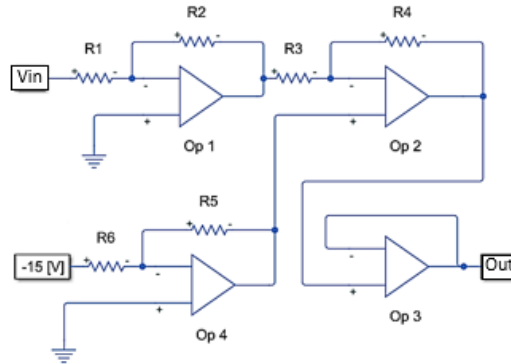 R2
R4
R1
R3
+ -
+ -
+ -
+ -
Vin
-
-
+
+
Op 1
Op 2
R5
R6
+ -
+ -
-15 [V]
Out
-
-
+
+
Op 4
Op 3